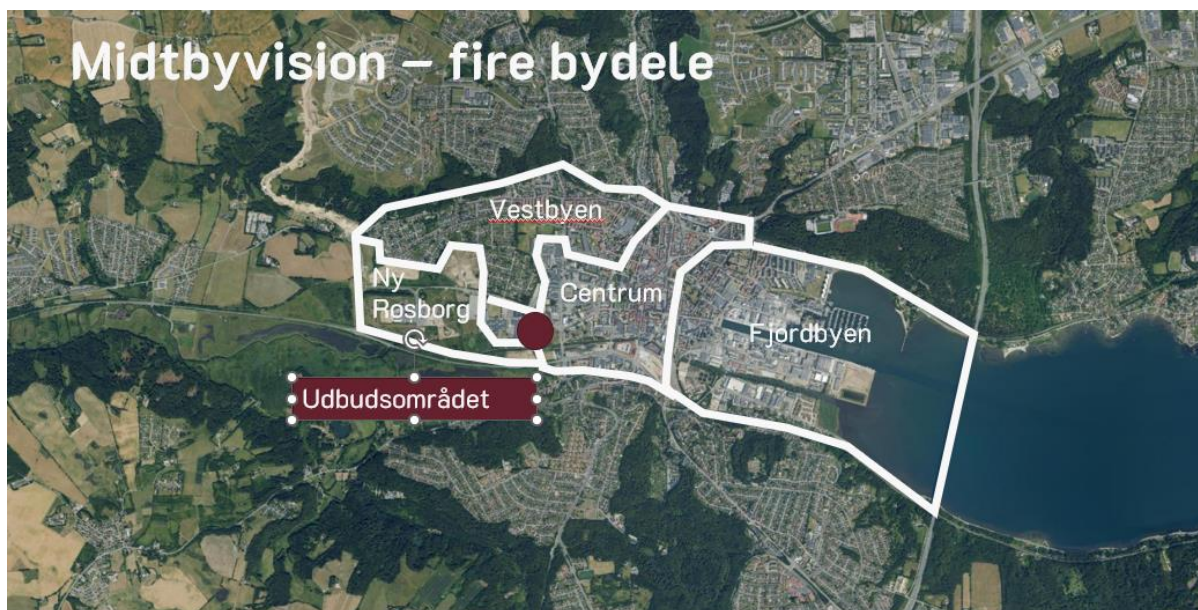 Midtbyvision – fire bydele
Vestbyen
Ny
Rosborg
Centrum
Fjordbyen
Udbudsområdet